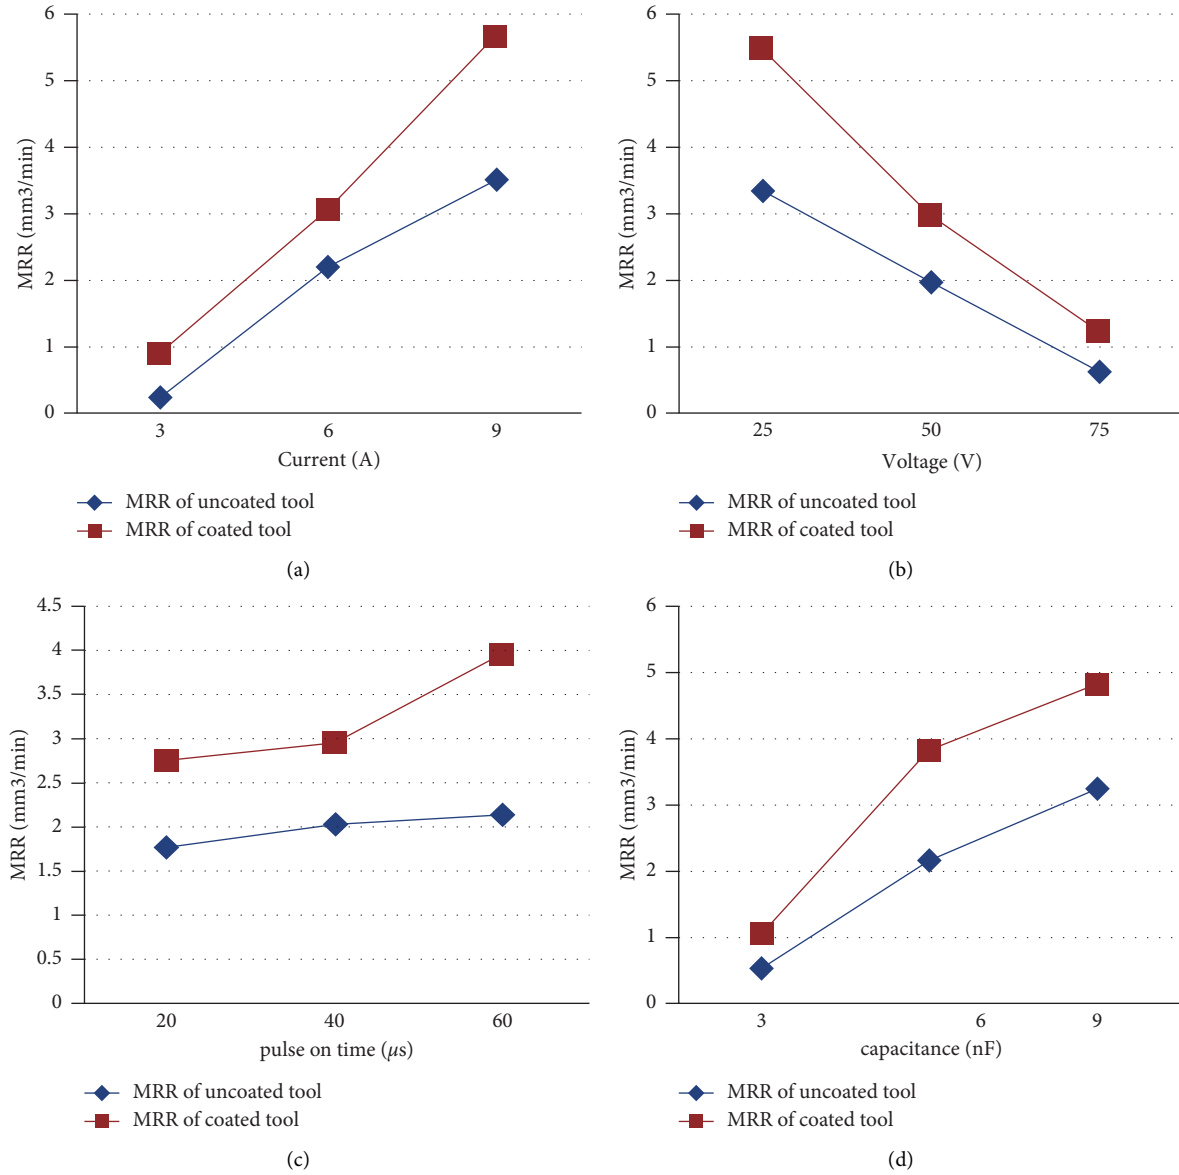 6
5
4
3
2
1
0
MRR (mm3/min)
3 6 9
Current (A)
MRR of uncoated tool
MRR of coated tool
(a)
6
5
4
3
2
1
0
MRR (mm3/min)
25 50 75
Voltage (V)
MRR of uncoated tool
MRR of coated tool
(b)
4.5
4
3.5
3
2.5
2
1.5
1
0.5
0
MRR (mm3/min)
20 40 60
pulse on time (μs)
MRR of uncoated tool
MRR of coated tool
(c)
6
5
4
3
2
1
0
MRR (mm3/min)
3 6 9
capacitance (nF)
MRR of uncoated tool
MRR of coated tool
(d)